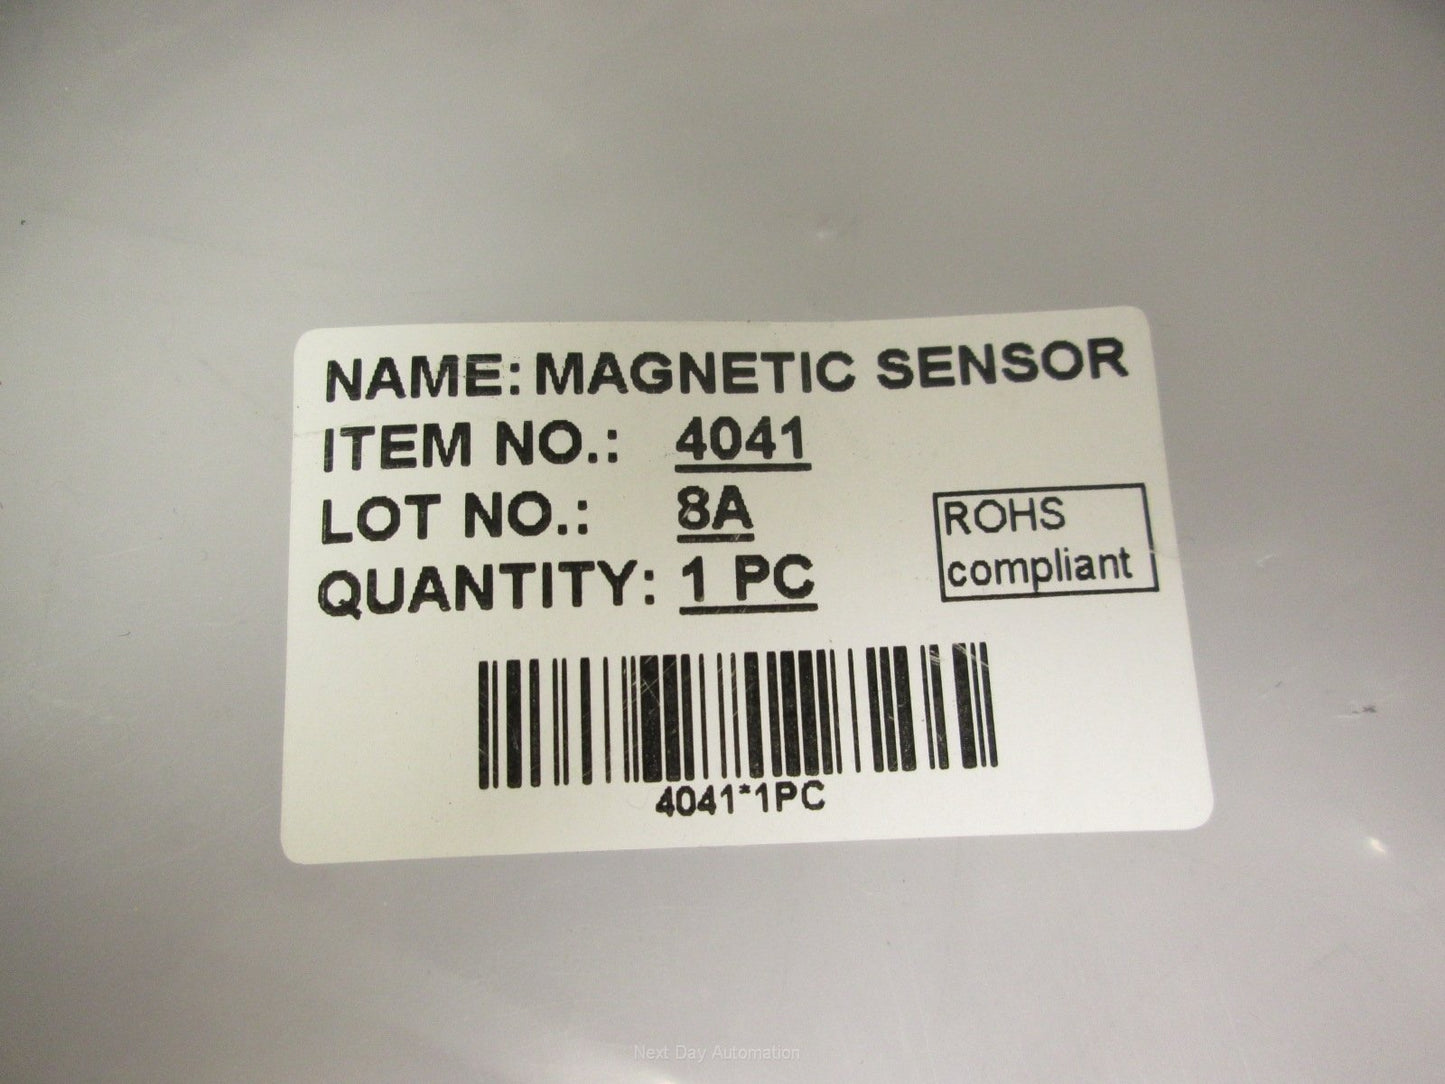 NAME: MAGNETIC SENSOR
ITEM NO.: 4041
LOT NO.: 8A
QUANTITY: 1 PC
ROHS
compliant
4041*1PC
Next Day Automation